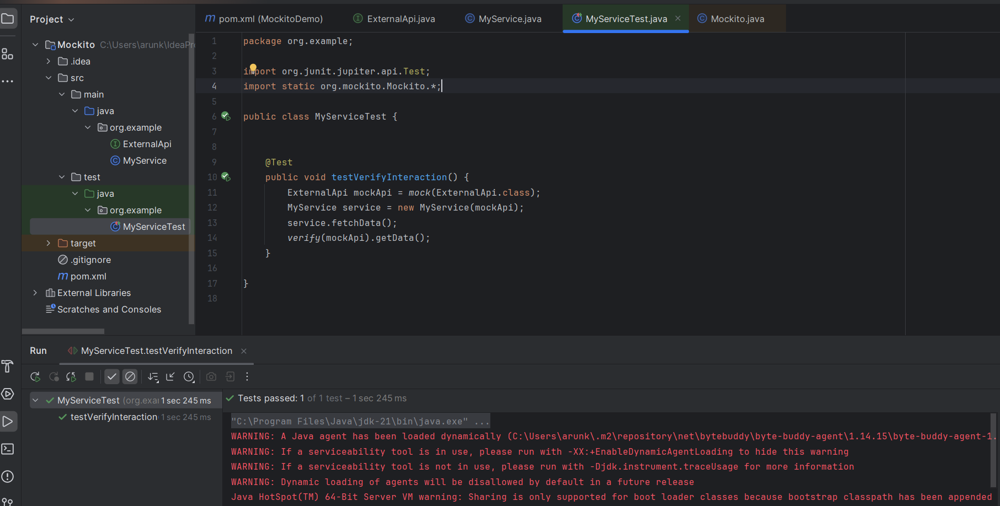 Project
Mockito C:\Users\arunk\IdeaPr
.idea
src
main
java
org.example
ExternalApi
MyService
test
java
org.example
MyServiceTest
target
.gitignore
pom.xml
External Libraries
Scratches and Consoles
pom.xml (MockitoDemo)
ExternalApi.java
MyService.java
MyServiceTest.java
Mockito.java
1 package org.example;
2
3 import org.junit.jupiter.api.Test;
4 import static org.mockito.Mockito.*;
5
6 public class MyServiceTest {
7
8
9 @Test
10 public void testVerifyInteraction() {
11 ExternalApi mockApi = mock(ExternalApi.class);
12 MyService service = new MyService(mockApi);
13 service.fetchData();
14 verify(mockApi).getData();
15 }
16
17 }
18
Run MyServiceTest.testVerifyInteraction
MyServiceTest (org.exa 1 sec 245 ms
testVerifyInteraction 1 sec 245 ms
Tests passed: 1 of 1 test – 1 sec 245 ms
"C:\Program Files\Java\jdk-21\bin\java.exe" ...
WARNING: A Java agent has been loaded dynamically (C:\Users\arunk\.m2\repository\net\bytebuddy\byte-buddy-agent\1.14.15\byte-buddy-agent-1.
WARNING: If a serviceability tool is in use, please run with -XX:+EnableDynamicAgentLoading to hide this warning
WARNING: If a serviceability tool is not in use, please run with -Djdk.instrument.traceUsage for more information
WARNING: Dynamic loading of agents will be disallowed by default in a future release
Java HotSpot(TM) 64-Bit Server VM warning: Sharing is only supported for boot loader classes because bootstrap classpath has been appended